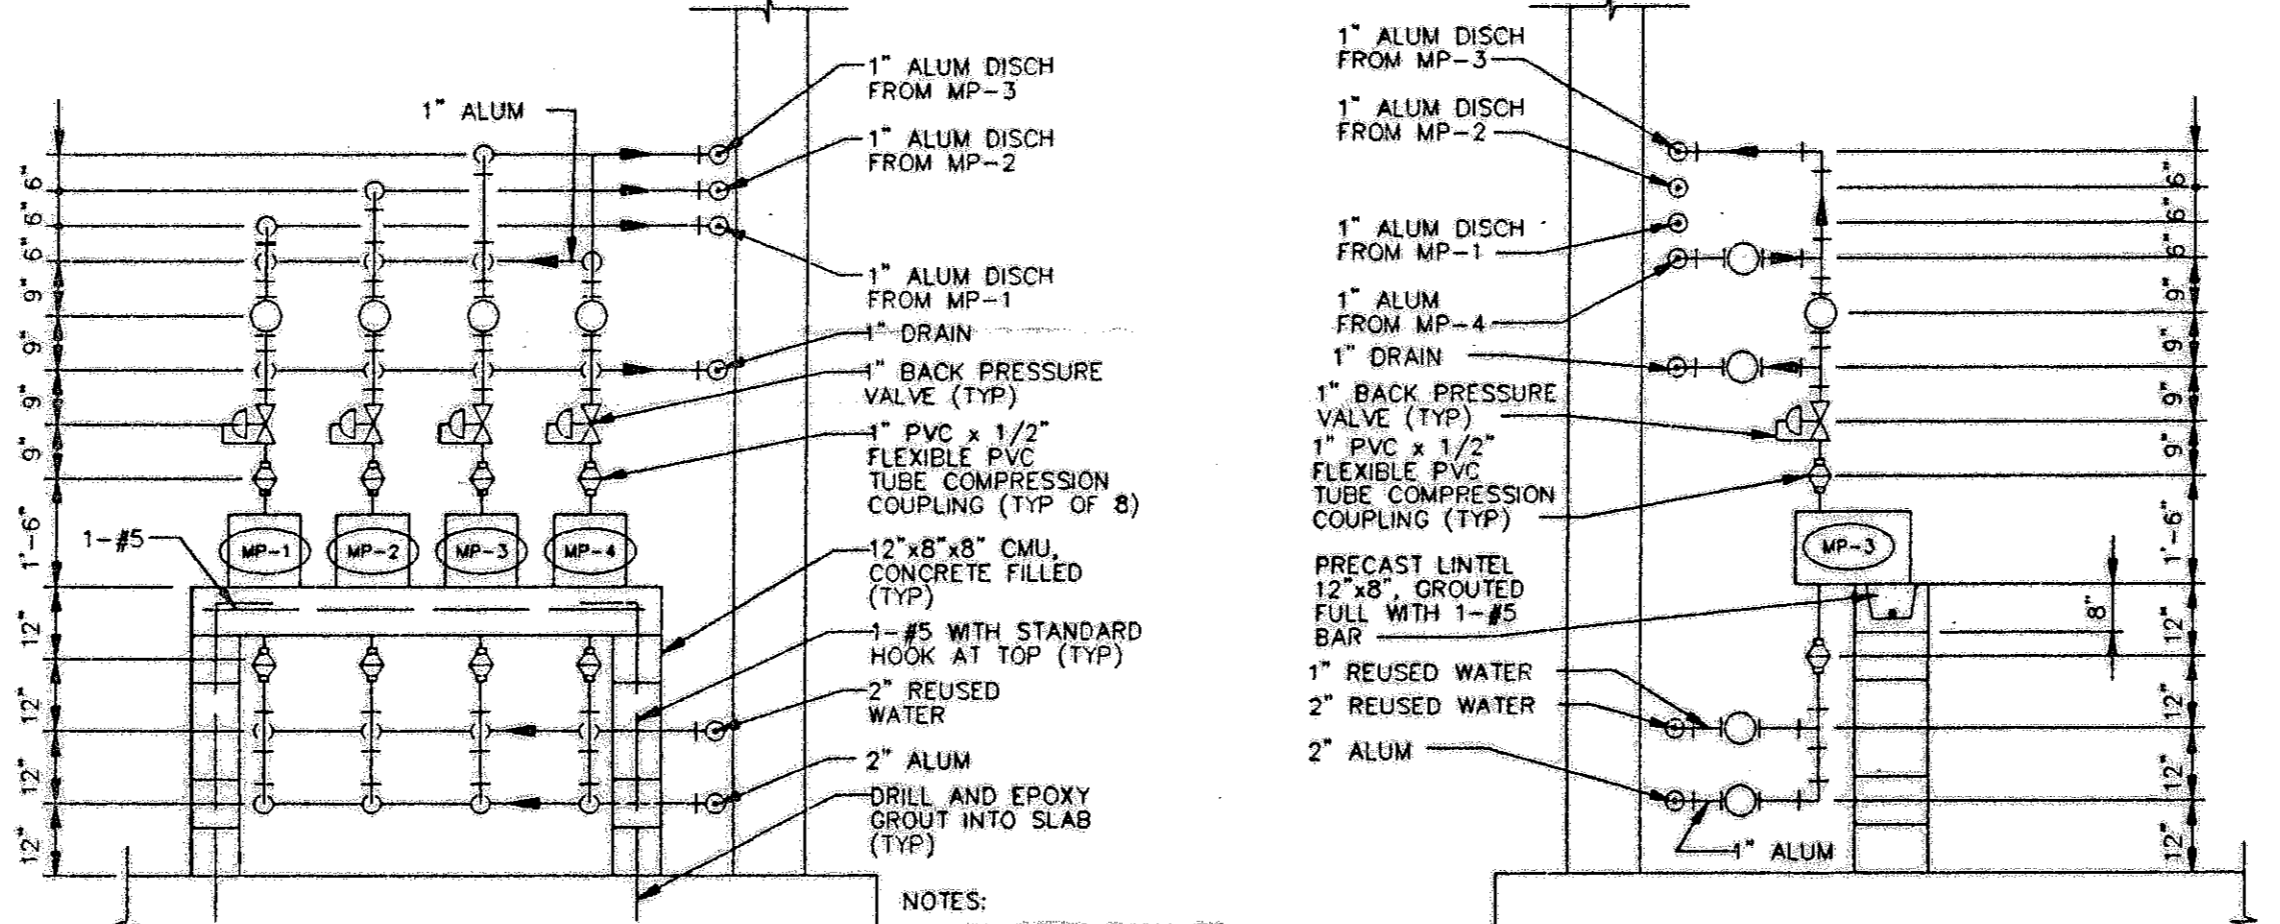 1" ALUM
1" ALUM DISCH
FROM MP-3
1" ALUM DISCH
FROM MP-2
1" ALUM DISCH
FROM MP-1
1" DRAIN
1" BACK PRESSURE
VALVE (TYP)
1" PVC x 1/2"
FLEXIBLE PVC
TUBE COMPRESSION
COUPLING (TYP OF 8)
12"x8"x8" CMU,
CONCRETE FILLED
(TYP)
1-#5 WITH STANDARD
HOOK AT TOP (TYP)
2" REUSED
WATER
2" ALUM
DRILL AND EPOXY
GROUT INTO SLAB
(TYP)
NOTES:
6"
6"
6"
9"
9"
9"
9"
1'-6"
12"
12"
12"
12"
1-#5
MP-1
MP-2
MP-3
MP-4
1" ALUM DISCH
FROM MP-3
1" ALUM DISCH
FROM MP-2
1" ALUM DISCH
FROM MP-1
1" ALUM
FROM MP-4
1" DRAIN
1" BACK PRESSURE
VALVE (TYP)
1" PVC x 1/2"
FLEXIBLE PVC
TUBE COMPRESSION
COUPLING (TYP)
PRECAST LINTEL
12"x8", GROUTED
FULL WITH 1-#5
BAR
1" REUSED WATER
2" REUSED WATER
2" ALUM
1" ALUM
MP-3
8"
6"
6"
6"
9"
9"
9"
9"
1'-6"
12"
12"
12"
12"